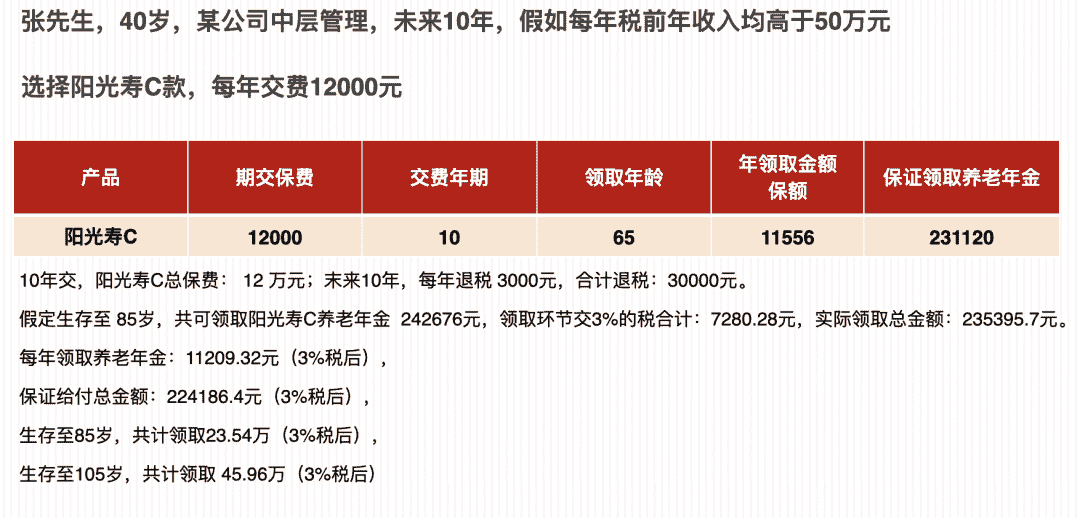 张先生，40岁，某公司中层管理，未来10年，假如每年税前年收入均高于50万元
选择阳光寿C款，每年交费12000元
产品 期交保费 交费年期 领取年龄 年领取金额保额 保证领取养老年金
阳光寿C 12000 10 65 11556 231120
10年交，阳光寿C总保费： 12 万元；末来10年，每年退税 3000元，合计退税：30000元。
假定生存至 85岁，共可领取阳光寿C养老年金 242676元，领取环节交3%的税合计：7280.28元，实际领取总金额：235395.7元。
每年领取养老年金：11209.32元（3%税后），
保证给付总金额：224186.4元（3%税后），
生存至85岁，共计领取23.54万（3%税后），
生存至105岁，共计领取 45.96万（3%税后）